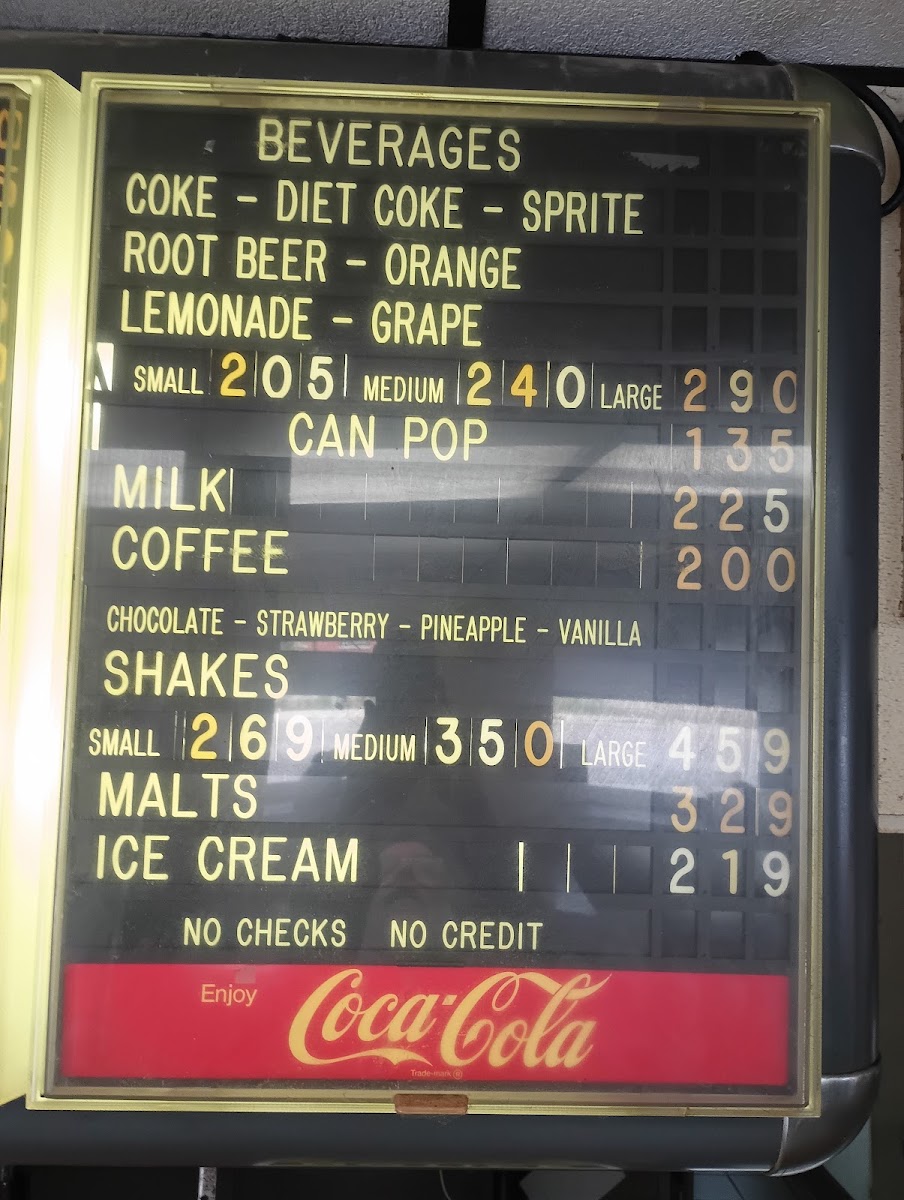 BEVERAGES
COKE - DIET COKE - SPRITE
ROOT BEER - ORANGE
LEMONADE - GRAPE
SMALL 205 MEDIUM 240 LARGE 290
CAN POP 135
MILK 225
COFFEE 200
CHOCOLATE - STRAWBERRY - PINEAPPLE - VANILLA
SHAKES
SMALL 269 MEDIUM 350 LARGE 459
MALTS 329
ICE CREAM 219
NO CHECKS NO CREDIT
Enjoy Coca-Cola
Trade-mark ®